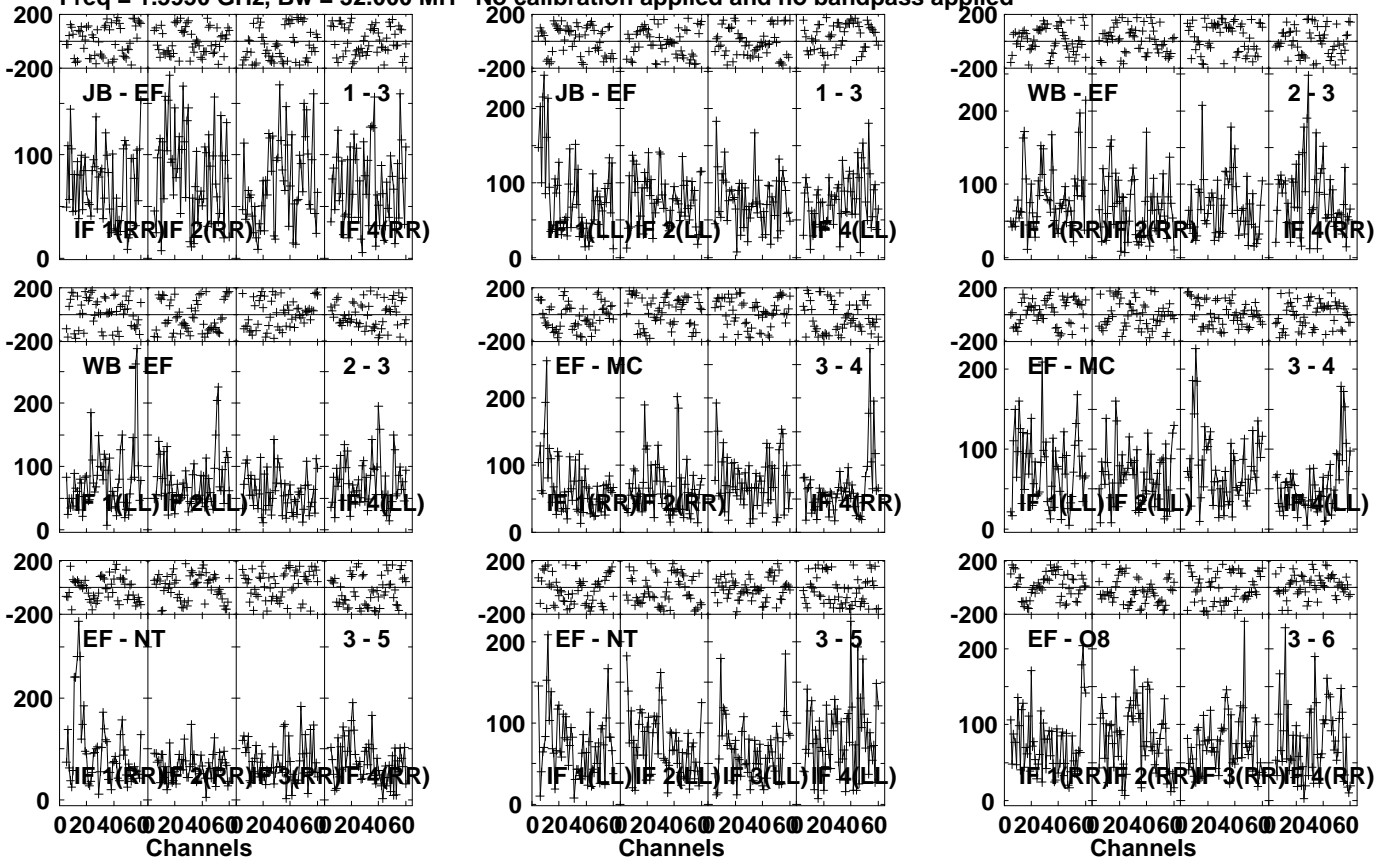 Freq = 1.5950 GHz, Bw = 32.000 MH No calibration applied and no bandpass applied
200
-200
JB - EF 1 - 3
100
0
IF 1(RR) IF 2(RR) IF 4(RR)
200
-200
JB - EF 1 - 3
200
100
0
IF 1(LL) IF 2(LL) IF 4(LL)
200
-200
WB - EF 2 - 3
200
100
0
IF 1(RR) IF 2(RR) IF 4(RR)
200
-200
WB - EF 2 - 3
200
100
0
IF 1(LL) IF 2(LL) IF 4(LL)
200
-200
EF - MC 3 - 4
200
100
0
IF 1(RR) IF 2(RR) IF 4(RR)
200
-200
EF - MC 3 - 4
200
100
0
IF 1(LL) IF 2(LL) IF 4(LL)
200
-200
EF - NT 3 - 5
200
0
IF 1(RR) IF 2(RR) IF 3(RR) IF 4(RR)
0 20 40 60 0 20 40 60 0 20 40 60 0 20 40 60
Channels
200
-200
EF - NT 3 - 5
200
100
0
IF 1(LL) IF 2(LL) IF 3(LL) IF 4(LL)
0 20 40 60 0 20 40 60 0 20 40 60 0 20 40 60
Channels
200
-200
EF - O8 3 - 6
200
100
0
IF 1(RR) IF 2(RR) IF 3(RR) IF 4(RR)
0 20 40 60 0 20 40 60 0 20 40 60 0 20 40 60
Channels